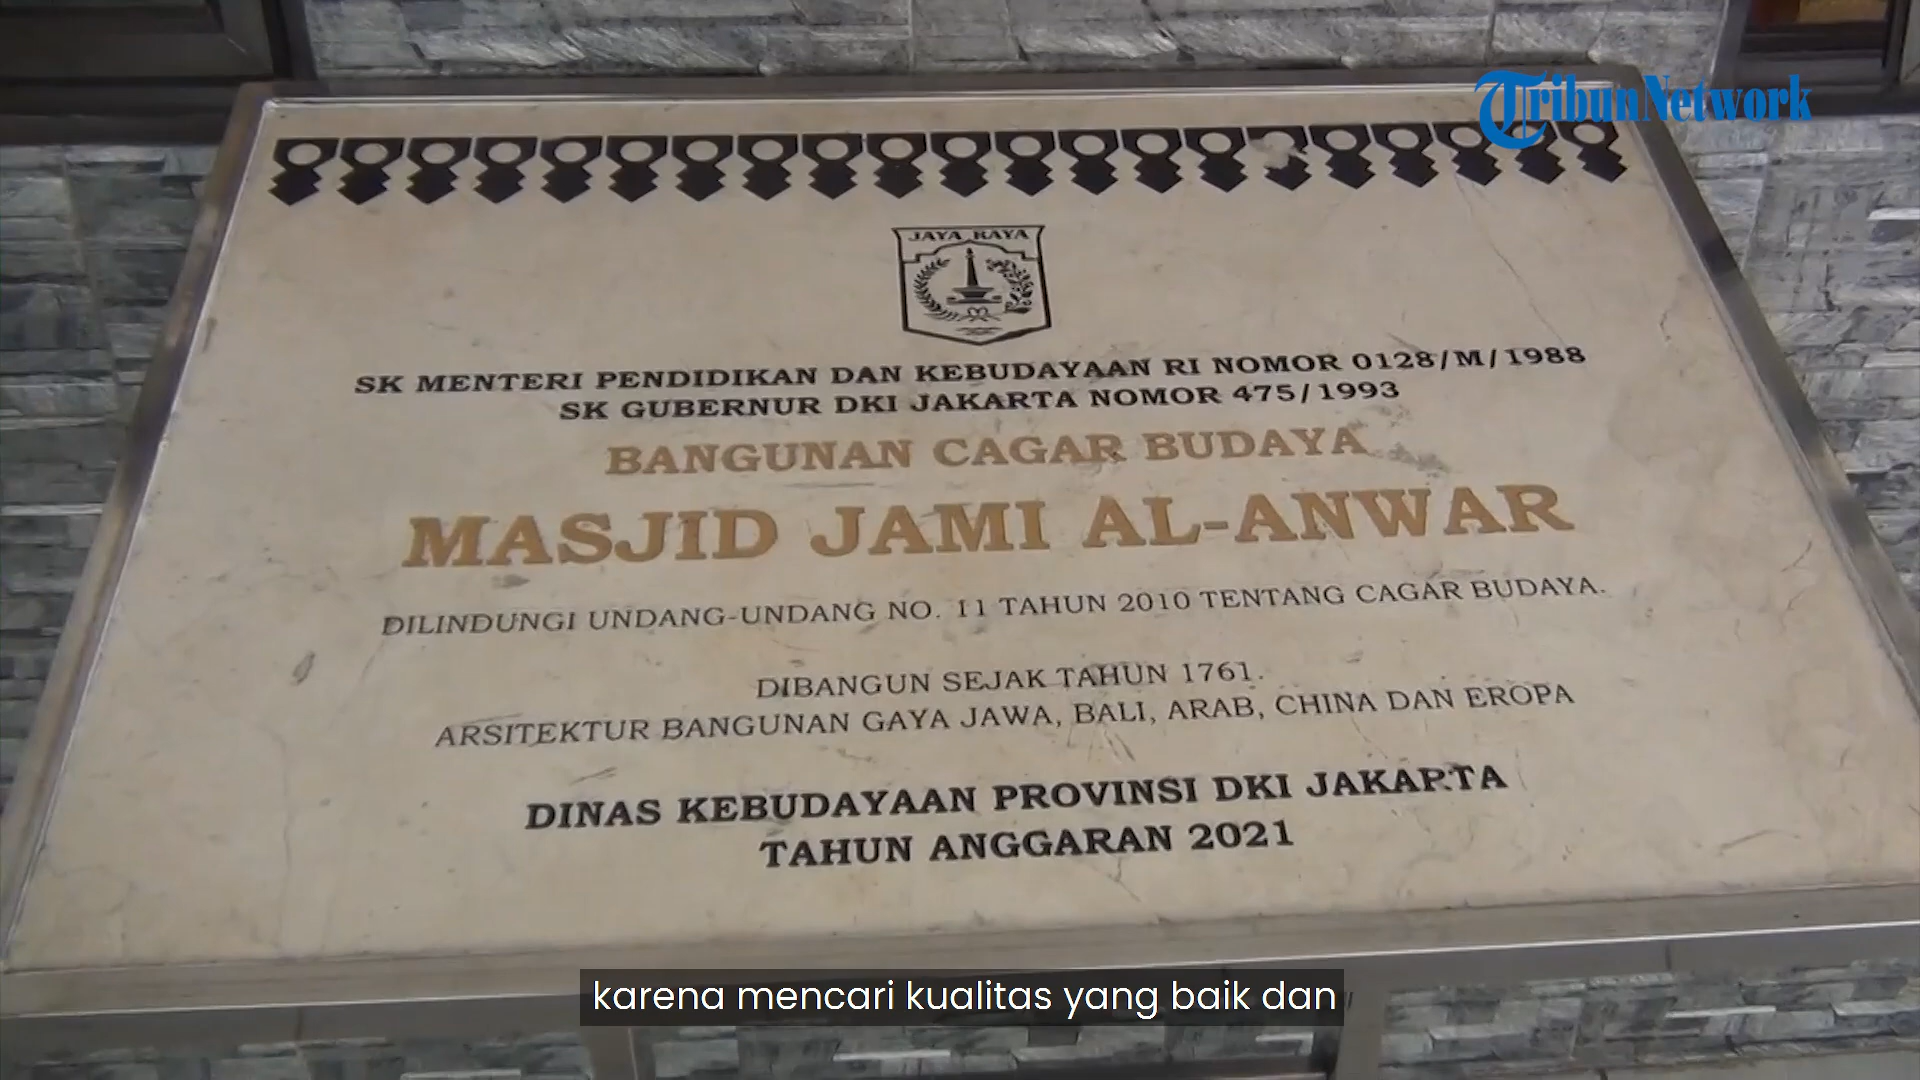 TribunNetwork
JAYA RAYA
SK MENTERI PENDIDIKAN DAN KEBUDAYAAN RI NOMOR 0128/M/1988
SK GUBERNUR DKI JAKARTA NOMOR 475/1993
BANGUNAN CAGAR BUDAYA
MASJID JAMI AL-ANWAR
DILINDUNGI UNDANG-UNDANG NO. 11 TAHUN 2010 TENTANG CAGAR BUDAYA.
DIBANGUN SEJAK TAHUN 1761.
ARSITEKTUR BANGUNAN GAYA JAWA, BALI, ARAB, CHINA DAN EROPA
DINAS KEBUDAYAAN PROVINSI DKI JAKARTA
TAHUN ANGGARAN 2021
karena mencari kualitas yang baik dan